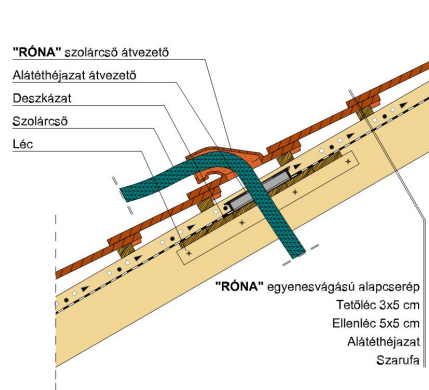 "RÓNA" szolárcső átvezető
Alátéthéjazat átvezető
Deszkázat
Szolárcső
Léc
"RÓNA" egyenesvágású alapcserép
Tetőléc 3x5 cm
Ellenléc 5x5 cm
Alátéthéjazat
Szarufa